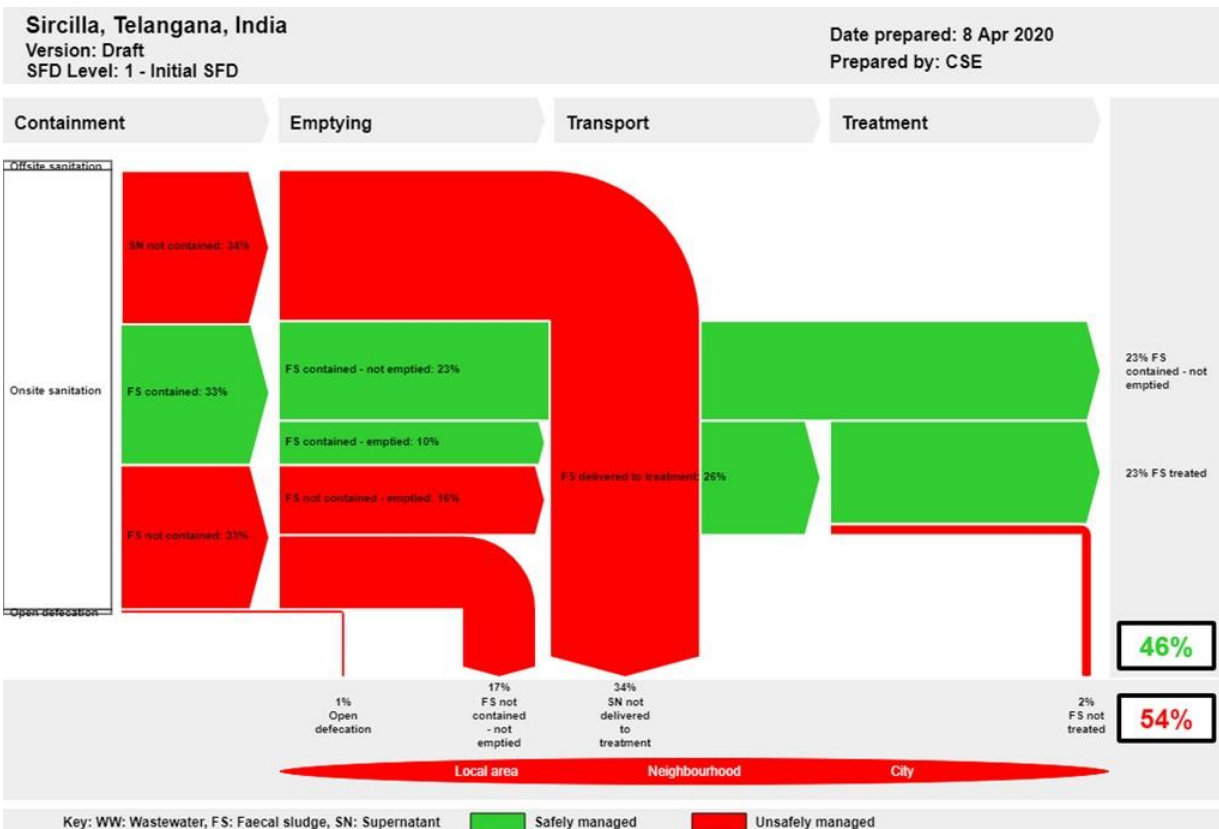 Sircilla, Telangana, India
Version: Draft
SFD Level: 1 - Initial SFD
Date prepared: 8 Apr 2020
Prepared by: CSE
Containment
Emptying
Transport
Treatment
Offsite sanitation
SN not contained: 34%
Onsite sanitation
FS contained: 33%
FS not contained: 33%
Open defecation
FS contained - not emptied: 23%
FS contained - emptied: 10%
FS not contained - emptied: 16%
FS delivered to treatment: 26%
23% FS
contained - not
emptied
23% FS treated
46%
1%
Open
defecation
17%
FS not
contained
- not
emptied
34%
SN not
delivered
to
treatment
2%
FS not
treated
54%
Local area
Neighbourhood
City
Key: WW: Wastewater, FS: Faecal sludge, SN: Supernatant
Safely managed
Unsafely managed